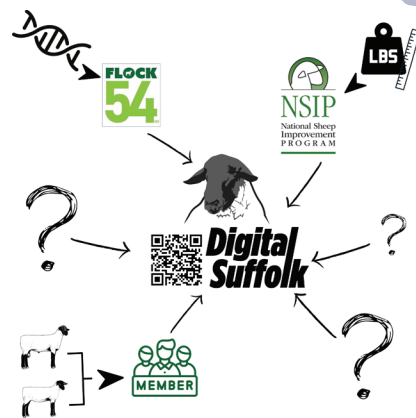 LBS
FLOCK
54
NSIP
National Sheep
Improvement
PROGRAM
?
?
Digital
Suffolk
?
?
MEMBER